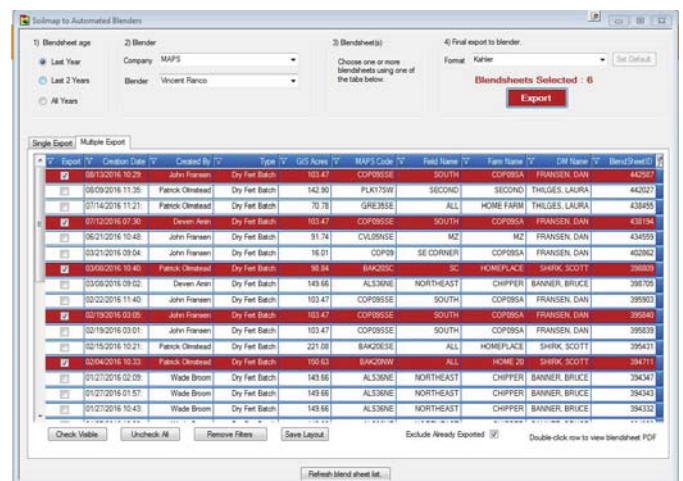 Soilmap to Automated Blenders
1) Blendsheet age
Last Year
Last 2 Years
All Years
2) Blender
Company MAPS
Blender Vincent Ranco
3) Blendsheet(s)
Choose one or more
blendsheets using one of
the tabs below.
4) Final export to blender.
Format Kahler Set Default
Blendsheets Selected : 6
Export
Single Export Multiple Export
Export Creation Date Created By Type GIS Acres MAPS Code Field Name Farm Name DM Name BlendSheetID
08/13/2016 10:29: John Fransen Dry Fert Batch 103.47 COP09SSE SOUTH COP09SA FRANSEN, DAN 442587
08/09/2016 11:35: Patrick Olmstead Dry Fert Batch 142.90 PLK17SW SECOND SECOND THILGES, LAURA 442027
07/14/2016 11:21: Patrick Olmstead Dry Fert Batch 70.78 GRE35SE ALL HOME FARM THILGES, LAURA 438455
07/12/2016 07:30: Deven Amin Dry Fert Batch 103.47 COP09SSE SOUTH COP09SA FRANSEN, DAN 438194
06/21/2016 10:48: John Fransen Dry Fert Batch 91.74 CVL05NSE MZ MZ FRANSEN, DAN 434559
03/21/2016 09:04: John Fransen Dry Fert Batch 16.01 COP09 SE CORNER COP09SA FRANSEN, DAN 402862
03/08/2016 10:40: Patrick Olmstead Dry Fert Batch 98.84 BAK20SC SC HOMEPLACE SHIRK, SCOTT 398809
03/08/2016 09:02: Deven Amin Dry Fert Batch 149.66 ALS36NE NORTHEAST CHIPPER BANNER, BRUCE 398705
02/22/2016 11:40: John Fransen Dry Fert Batch 103.47 COP09SSE SOUTH COP09SA FRANSEN, DAN 395903
02/19/2016 03:05: John Fransen Dry Fert Batch 103.47 COP09SSE SOUTH COP09SA FRANSEN, DAN 395840
02/19/2016 03:01: John Fransen Dry Fert Batch 103.47 COP09SSE SOUTH COP09SA FRANSEN, DAN 395839
02/15/2016 10:21: Patrick Olmstead Dry Fert Batch 221.08 BAK20ESE ALL HOMEPLACE SHIRK, SCOTT 395431
02/04/2016 10:33: Patrick Olmstead Dry Fert Batch 150.63 BAK20NW ALL HOME 20 SHIRK, SCOTT 394711
01/27/2016 02:09: Wade Broom Dry Fert Batch 149.66 ALS36NE NORTHEAST CHIPPER BANNER, BRUCE 394347
01/27/2016 01:57: Wade Broom Dry Fert Batch 149.66 ALS36NE NORTHEAST CHIPPER BANNER, BRUCE 394343
01/27/2016 10:43: Wade Broom Dry Fert Batch 149.66 ALS36NE NORTHEAST CHIPPER BANNER, BRUCE 394332
Check Visible Uncheck All Remove Filters Save Layout Exclude Already Exported Double-click row to view blendsheet PDF
Refresh blend sheet list.